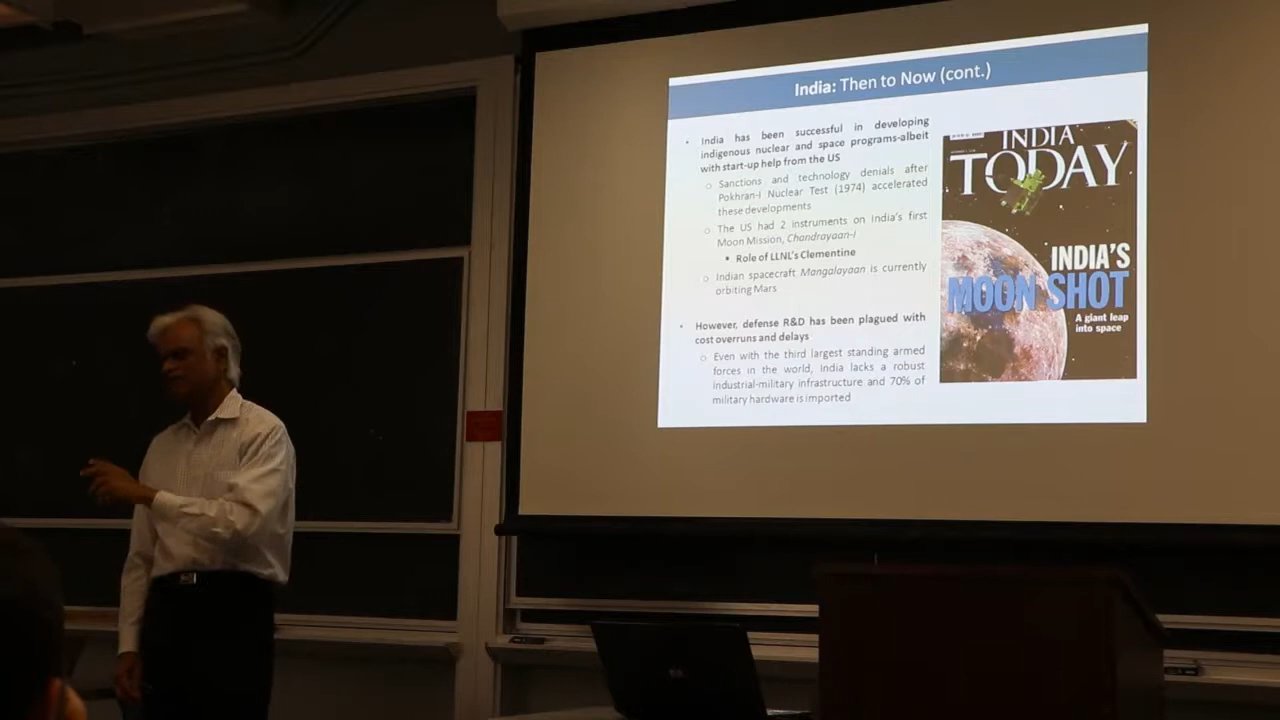 India: Then to Now (cont.)
• India has been successful in developing
indigenous nuclear and space programs-albeit
with start-up help from the US
○ Sanctions and technology denials after
Pokhran-I Nuclear Test (1974) accelerated
these developments
○ The US had 2 instruments on India's first
Moon Mission, Chandrayaan-I
▪ Role of LLNL's Clementine
○ Indian spacecraft Mangalayaan is currently
orbiting Mars
• However, defense R&D has been plagued with
cost overruns and delays
○ Even with the third largest standing armed
forces in the world, India lacks a robust
industrial-military infrastructure and 70% of
military hardware is imported
INDIA
TODAY
INDIA'S
MOON SHOT
A giant leap
into space
hp